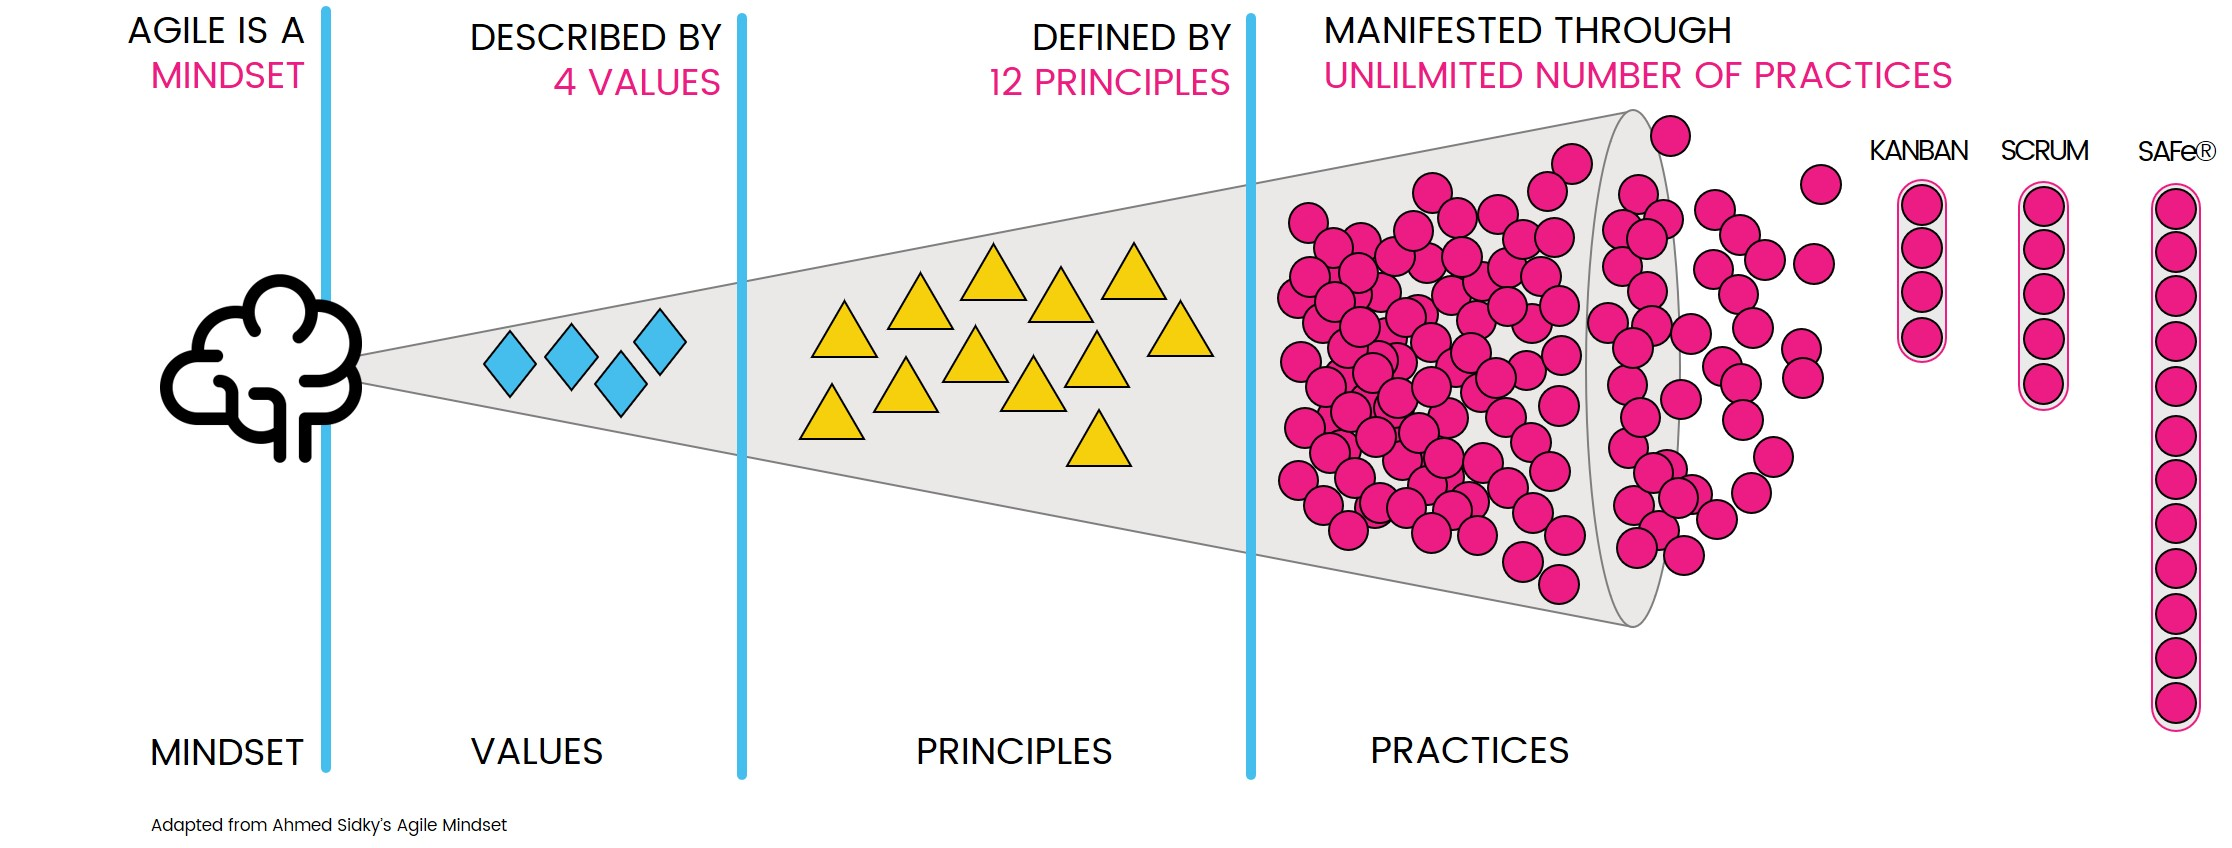 AGILE IS A
MINDSET
DESCRIBED BY
4 VALUES
DEFINED BY
12 PRINCIPLES
MANIFESTED THROUGH
UNLILMITED NUMBER OF PRACTICES
KANBAN
SCRUM
SAFe®
MINDSET
VALUES
PRINCIPLES
PRACTICES
Adapted from Ahmed Sidky's Agile Mindset